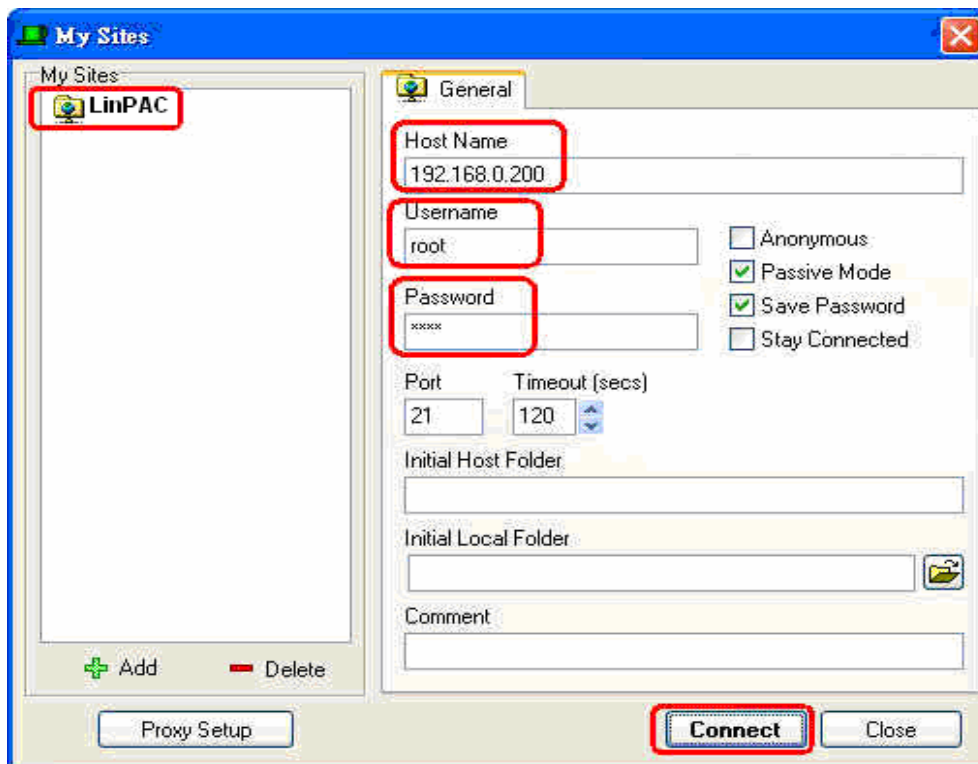 My Sites
My Sites
LinPAC
General
Host Name
192.168.0.200
Username
root
Anonymous
Passive Mode
Password
Save Password
****
Stay Connected
Port Timeout (secs)
21 120
Initial Host Folder
Initial Local Folder
Comment
Add Delete
Proxy Setup Connect Close